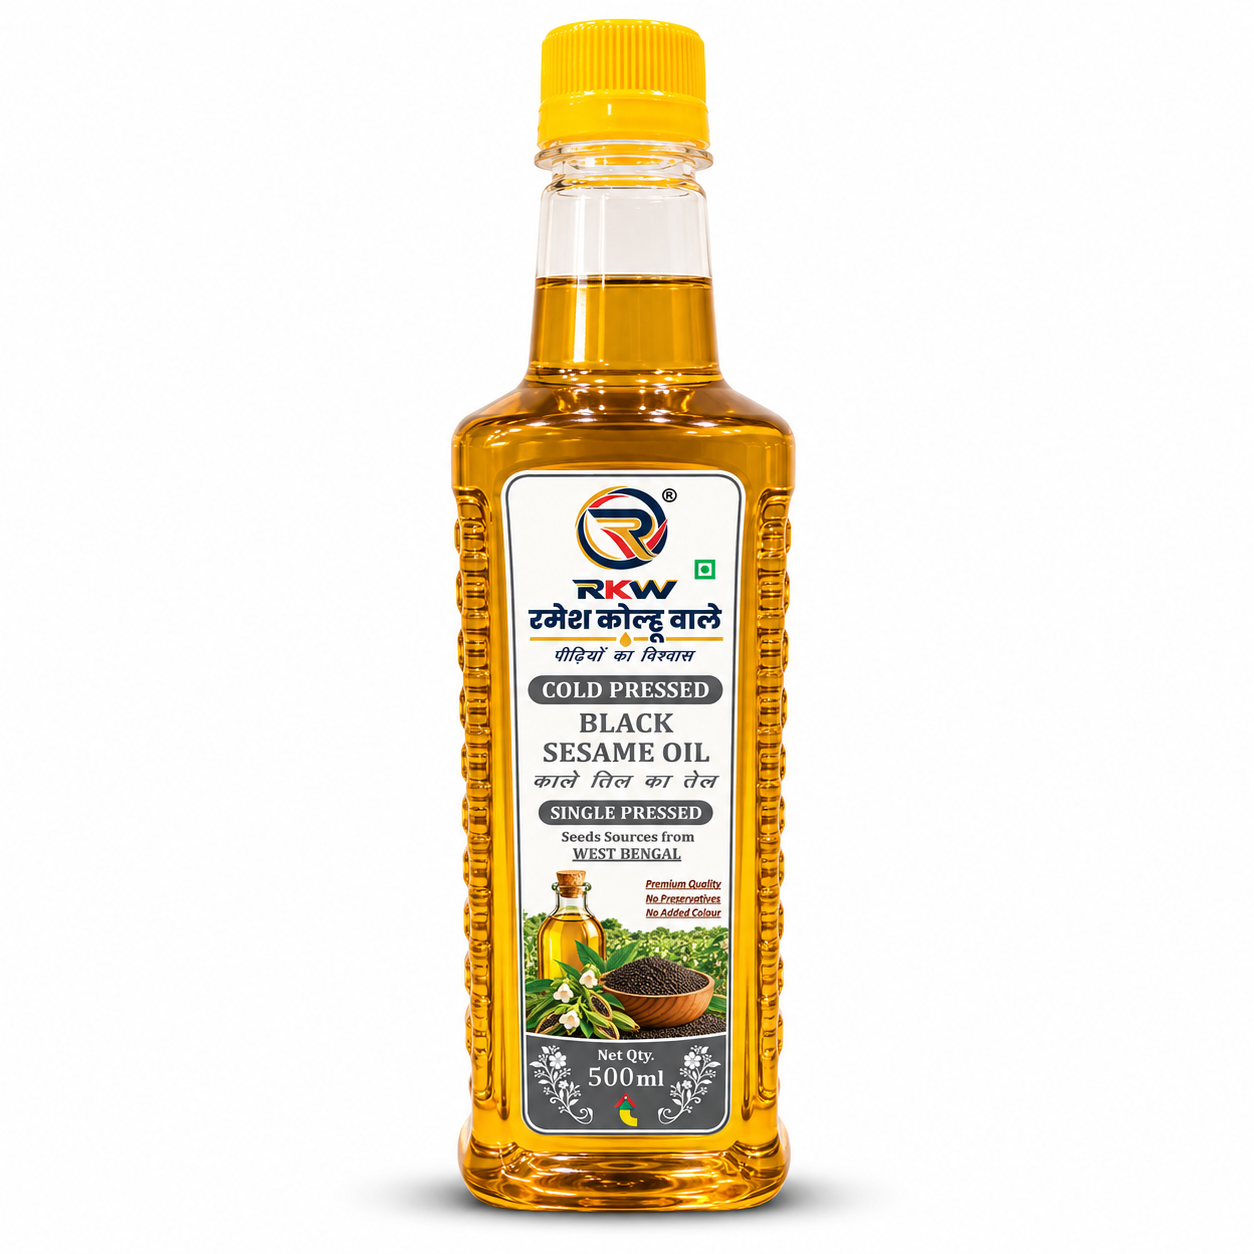 ®
RKW
रमेश कोल्हू वाले
पीढ़ियों का विश्वास
COLD PRESSED
BLACK
SESAME OIL
काले तिल का तेल
SINGLE PRESSED
Seeds Sources from
WEST BENGAL
Premium Quality
No Preservatives
No Added Colour
Net Qty.
500ml